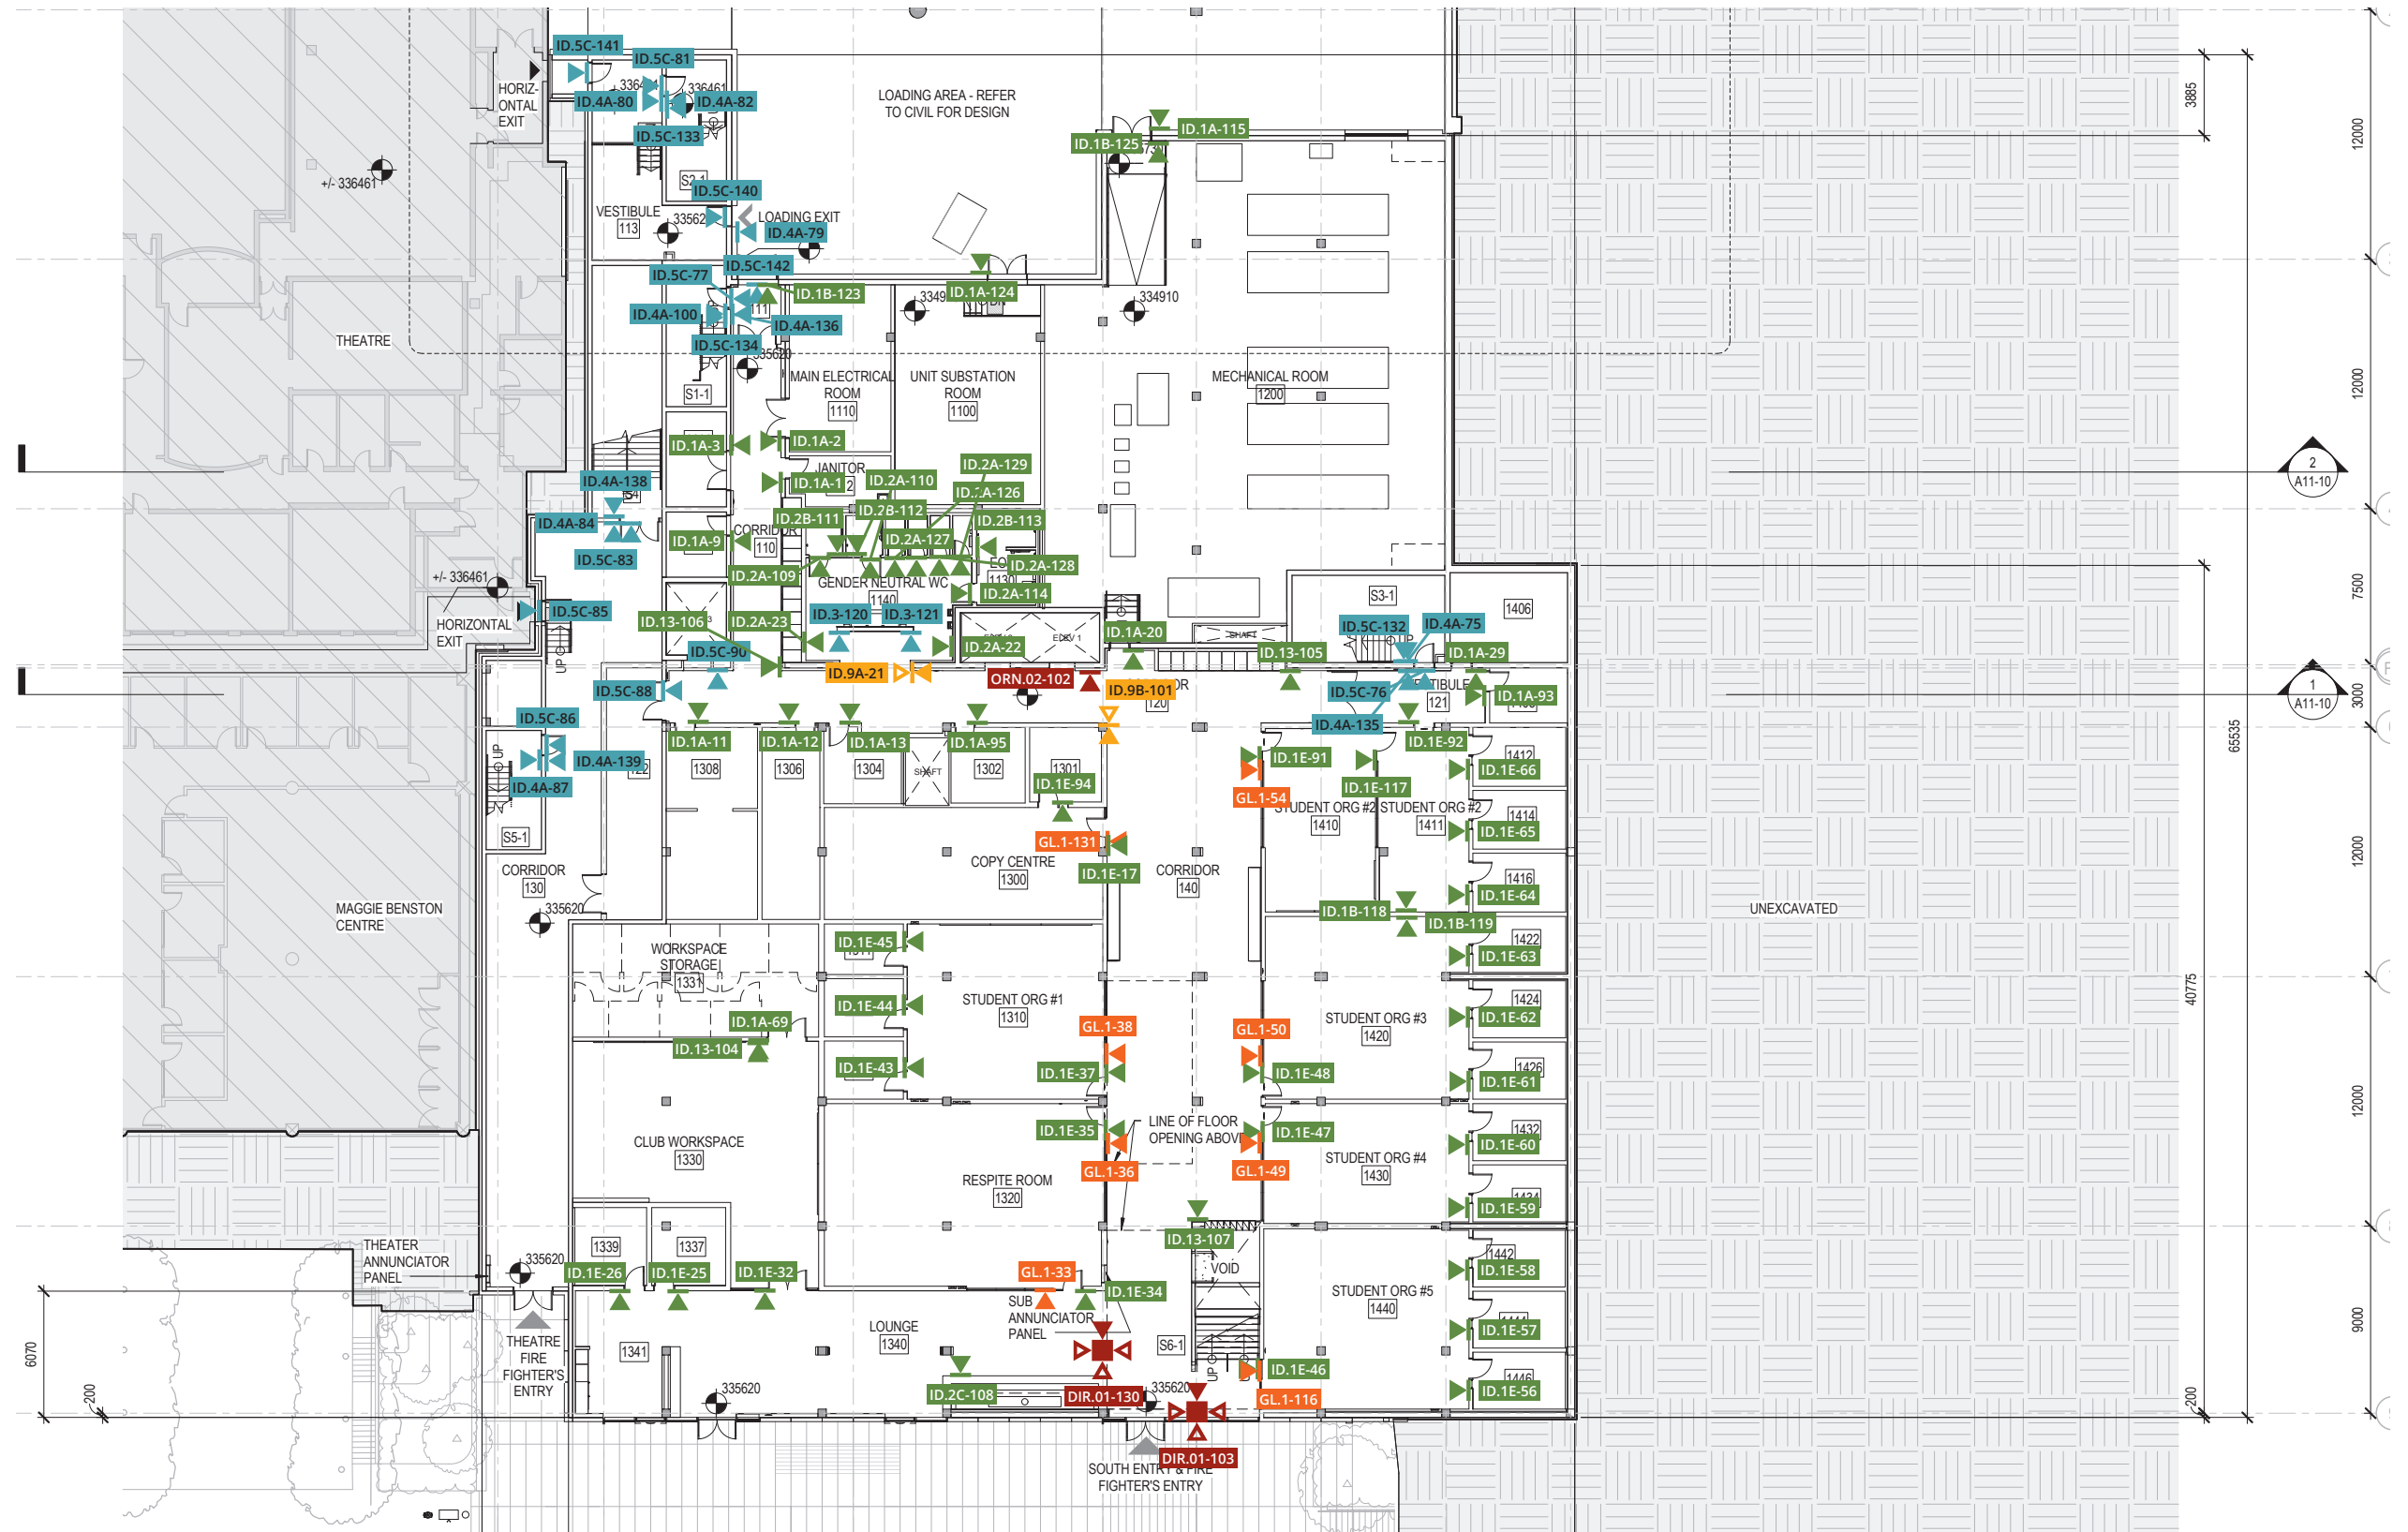 ID.5C-141
ID.5C-81
HORIZ-
ONTAL
EXIT
ID.4A-80
ID.4A-82
ID.5C-133
LOADING AREA - REFER
TO CIVIL FOR DESIGN
ID.1A-115
ID.1B-125
3885
12000
+/- 336461
ID.5C-140
VESTIBULE
113
LOADING EXIT
ID.4A-79
ID.5C-77
ID.5C-142
ID.1B-123
ID.1A-124
334910
ID.4A-100
ID.4A-136
ID.5C-134
THEATRE
MAIN ELECTRICAL
ROOM
1110
UNIT SUBSTATION
ROOM
1100
MECHANICAL ROOM
1200
12000
S1-1
ID.1A-3
ID.1A-2
JANITOR
ID.1A-1
ID.2A-110
ID.2A-129
ID.2A-126
2
A11-10
ID.4A-138
ID.4A-84
ID.5C-83
ID.2B-111
ID.2B-112
ID.2B-113
ID.2A-127
ID.1A-9
CORRIDOR
110
ID.2A-109
ID.2A-128
GENDER NEUTRAL WC
1140
1130
ID.2A-114
+/- 336461
7500
HORIZONTAL
EXIT
ID.5C-85
UP
ID.13-106
ID.2A-23
ID.3-120
ID.3-121
ID.2A-22
ELEV 1
ID.1A-20
SHAFT
S3-1
1406
ID.5C-132
ID.4A-75
UP
ID.13-105
ID.1A-29
ID.5C-90
ID.5C-88
ID.9A-21
ORN.02-102
ID.9B-101
120
ID.5C-76
121
ID.1A-93
ID.4A-135
1
A11-10
3000
65535
ID.5C-86
ID.4A-139
ID.4A-87
UP
S5-1
ID.1A-11
ID.1A-12
ID.1A-13
ID.1A-95
1308
1306
1304
SHAFT
1302
1301
ID.1E-94
ID.1E-91
GL.1-54
ID.1E-92
ID.1E-117
1412
ID.1E-66
STUDENT ORG #2
1410
STUDENT ORG #2
1411
1414
ID.1E-65
GL.1-131
ID.1E-17
COPY CENTRE
1300
CORRIDOR
140
CORRIDOR
130
335620
1416
ID.1E-64
12000
MAGGIE BENSTON
CENTRE
UNEXCAVATED
ID.1B-118
ID.1B-119
1422
ID.1E-63
WORKSPACE
STORAGE
1331
ID.1E-45
ID.1E-44
ID.1E-43
STUDENT ORG #1
1310
ID.1A-69
ID.13-104
GL.1-38
ID.1E-37
GL.1-50
ID.1E-48
STUDENT ORG #3
1420
1424
ID.1E-62
1426
ID.1E-61
40775
12000
CLUB WORKSPACE
1330
ID.1E-35
GL.1-36
LINE OF FLOOR
OPENING ABOVE
ID.1E-47
GL.1-49
STUDENT ORG #4
1430
1432
ID.1E-60
ID.1E-59
RESPITE ROOM
1320
ID.13-107
VOID
THEATER
ANNUNCIATOR
PANEL
335620
1339
1337
ID.1E-26
ID.1E-25
ID.1E-32
GL.1-33
ID.1E-34
SUB
ANNUNCIATOR
PANEL
1442
ID.1E-58
STUDENT ORG #5
1440
ID.1E-57
9000
6070
THEATRE
FIRE
FIGHTER'S
ENTRY
1341
LOUNGE
1340
S6-1
UP
ID.1E-46
GL.1-116
1446
ID.1E-56
ID.2C-108
DIR.01-130
335620
335620
200
200
DIR.01-103
SOUTH ENTRY & FIRE
FIGHTER'S ENTRY